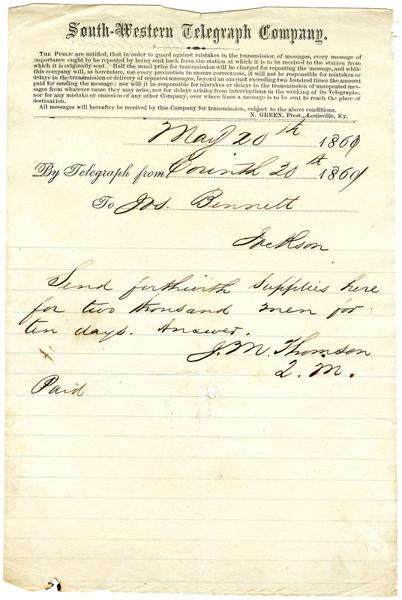 South-Western Telegraph Company.
THE PUBLIC are notified, that in order to guard against mistakes in the transmission of messages, every message of
importance ought to be repeated by being sent back from the station at which it is to be received to the station from
which it is originally sent. Half the usual price for transmission will be charged for repeating the message, and while
this company will, as heretofore, use every precaution to ensure correctness, it will not be responsible for mistakes or
delays in the transmission or delivery of repeated messages, beyond an amount exceeding two hundred times the amount
paid for sending the message; nor will it be responsible for mistakes or delays in the transmission of unrepeated messages
from whatever cause they may arise, nor for delays arising from interruptions in the working of its Telegraphs,
nor for any mistake or omission of any other Company, over whose lines a message is to be sent to reach the place of
destination.
All messages will hereafter be received by this Company for transmission, subject to the above conditions.
N. GREEN, Prest., Louisville, Ky.
May 20th 1861
By Telegraph from Corinth 20th 1861
To Jos. Bennett
Jackson
Send forthwith supplies here
for two thousand men for
ten days. Answer.
J. M. Thomson
Q. M.
Paid